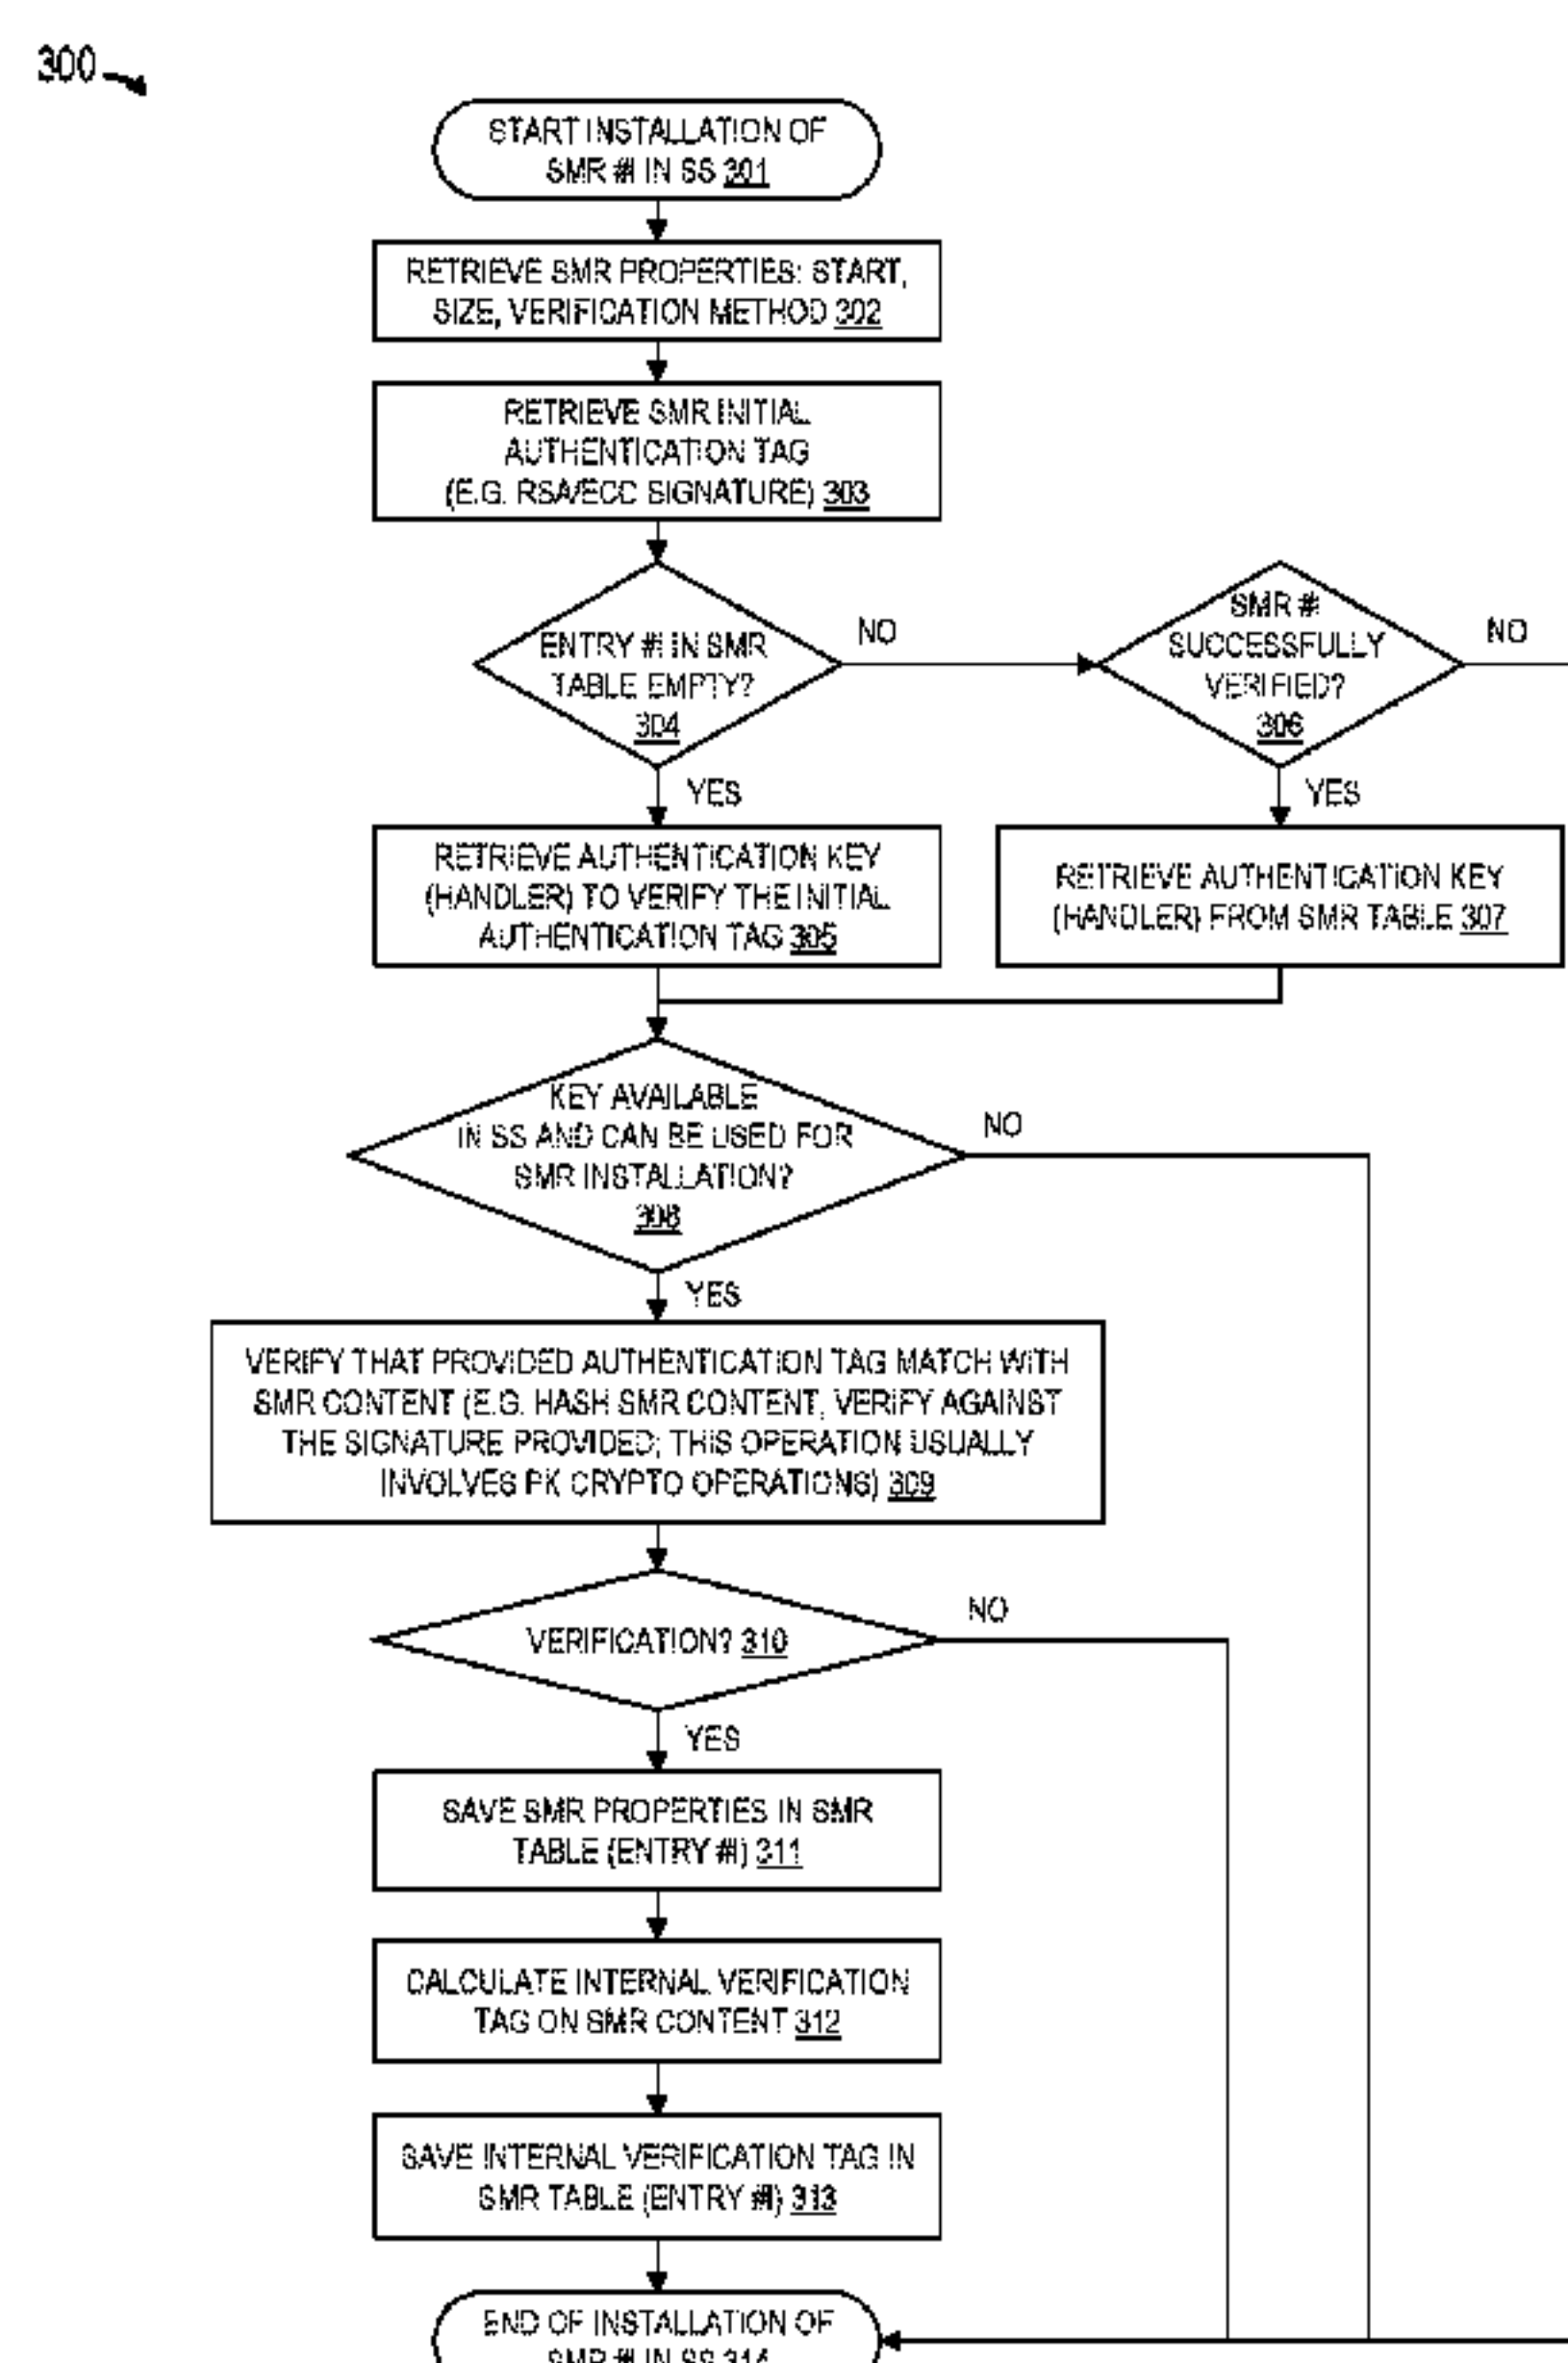 300
START INSTALLATION OF
SMR #I IN SS 301
RETRIEVE SMR PROPERTIES: START,
SIZE, VERIFICATION METHOD 302
RETRIEVE SMR INITIAL
AUTHENTICATION TAG
(E.G. RSA/ECC SIGNATURE) 303
ENTRY #I IN SMR
TABLE EMPTY?
304
NO
SMR #I
SUCCESSFULLY
VERIFIED?
306
NO
YES
YES
RETRIEVE AUTHENTICATION KEY
(HANDLER) TO VERIFY THE INITIAL
AUTHENTICATION TAG 305
RETRIEVE AUTHENTICATION KEY
(HANDLER) FROM SMR TABLE 307
KEY AVAILABLE
IN SS AND CAN BE USED FOR
SMR INSTALLATION?
308
NO
YES
VERIFY THAT PROVIDED AUTHENTICATION TAG MATCH WITH
SMR CONTENT (E.G. HASH SMR CONTENT, VERIFY AGAINST
THE SIGNATURE PROVIDED; THIS OPERATION USUALLY
INVOLVES PK CRYPTO OPERATIONS) 309
VERIFICATION? 310
NO
YES
SAVE SMR PROPERTIES IN SMR
TABLE (ENTRY #I) 311
CALCULATE INTERNAL VERIFICATION
TAG ON SMR CONTENT 312
SAVE INTERNAL VERIFICATION TAG IN
SMR TABLE (ENTRY #I) 313
END OF INSTALLATION OF
SMR #I IN SS 314